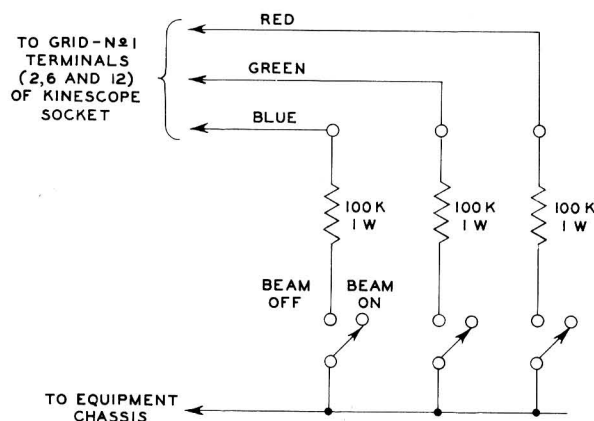 RED
TO GRID-No1
TERMINALS
(2,6 AND 12)
OF KINESCOPE
SOCKET
GREEN
BLUE
100 K
1 W
100 K
1 W
100 K
1 W
BEAM
OFF
BEAM
ON
TO EQUIPMENT
CHASSIS